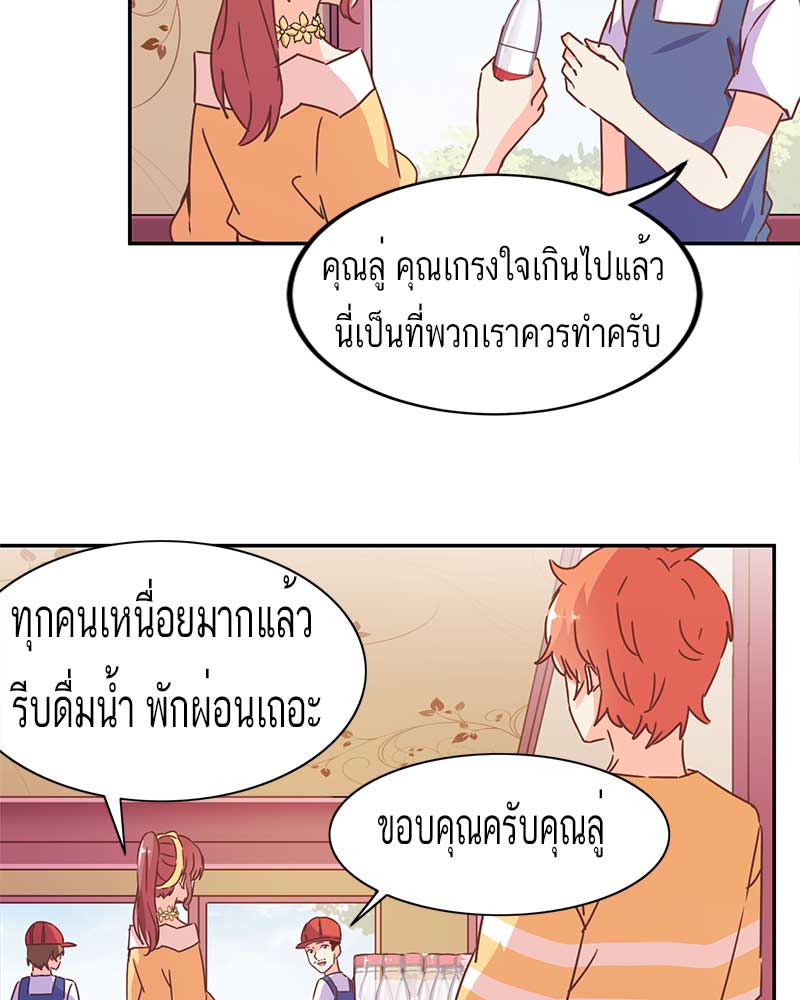 คุณลู่ คุณเกรงใจเกินไปแล้ว
นี่เป็นที่พวกเราควรทำครับ
ทุกคนเหนื่อยมากแล้ว
รีบดื่มน้ำ พักผ่อนเถอะ
ขอบคุณครับคุณลู่